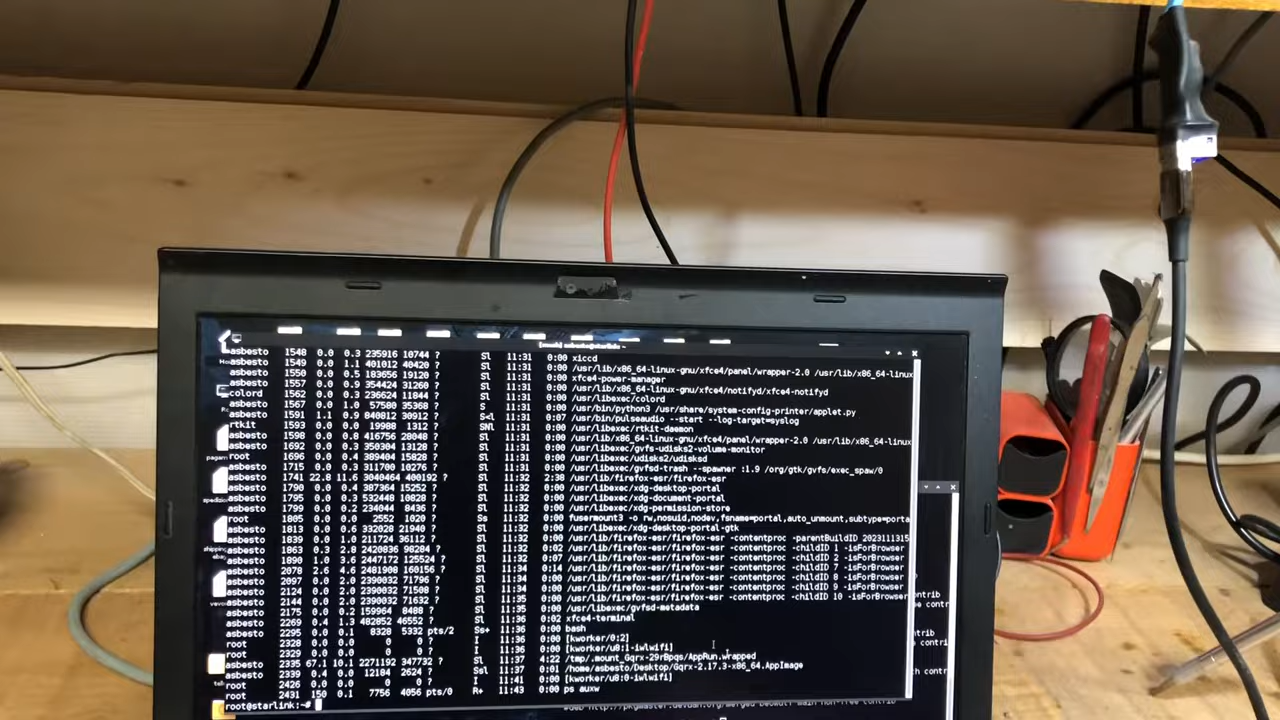 asbesto 1548 0.0 0.3 235916 10744 ? Sl 11:31 0:00 xiccd
asbesto 1549 0.0 1.1 401012 40420 ? Sl 11:31 0:00 /usr/lib/x86_64-linux-gnu/xfce4/panel/wrapper-2.0 /usr/lib/x86_64-linux
asbesto 1550 0.0 0.5 183656 19120 ? Sl 11:31 0:00 xfce4-power-manager
asbesto 1557 0.0 0.9 354424 31260 ? Sl 11:31 0:00 /usr/lib/x86_64-linux-gnu/xfce4/notifyd/xfce4-notifyd
colord 1562 0.0 0.3 236624 11844 ? Sl 11:31 0:00 /usr/libexec/colord
asbesto 1567 0.0 1.0 57580 35368 ? S 11:31 0:00 /usr/bin/python3 /usr/share/system-config-printer/applet.py
asbesto 1591 1.1 0.9 840812 30912 ? S<l 11:31 0:07 /usr/bin/pulseaudio --start --log-target=syslog
rtkit 1593 0.0 0.0 19988 1312 ? SNl 11:31 0:00 /usr/libexec/rtkit-daemon
asbesto 1598 0.0 0.8 416756 28048 ? Sl 11:31 0:00 /usr/lib/x86_64-linux-gnu/xfce4/panel/wrapper-2.0 /usr/lib/x86_64-linux
asbesto 1692 0.0 0.3 350304 13128 ? Sl 11:31 0:00 /usr/libexec/gvfs-udisks2-volume-monitor
root 1696 0.0 0.4 389404 15828 ? Sl 11:31 0:00 /usr/libexec/udisks2/udisksd
asbesto 1715 0.0 0.3 311700 10276 ? Sl 11:31 0:00 /usr/libexec/gvfsd-trash --spawner :1.9 /org/gtk/gvfs/exec_spaw/0
asbesto 1741 22.8 11.6 3040464 400192 ? Sl 11:32 2:38 /usr/lib/firefox-esr/firefox-esr
asbesto 1790 0.0 0.4 387364 15252 ? Sl 11:32 0:00 /usr/libexec/xdg-desktop-portal
asbesto 1795 0.0 0.3 532448 10828 ? Sl 11:32 0:00 /usr/libexec/xdg-document-portal
asbesto 1799 0.0 0.2 234044 8436 ? Sl 11:32 0:00 /usr/libexec/xdg-permission-store
root 1805 0.0 0.0 2552 1020 ? Ss 11:32 0:00 fusermount3 -o rw,nosuid,nodev,fsname=portal,auto_unmount,subtype=porta
asbesto 1813 0.0 0.6 332028 21940 ? Sl 11:32 0:00 /usr/libexec/xdg-desktop-portal-gtk
asbesto 1839 0.0 1.0 211724 36112 ? Sl 11:32 0:00 /usr/lib/firefox-esr/firefox-esr -contentproc -parentBuildID 2023111315
asbesto 1863 0.3 2.8 2420836 98284 ? Sl 11:32 0:02 /usr/lib/firefox-esr/firefox-esr -contentproc -childID 1 -isForBrowser
asbesto 1890 1.0 3.6 2447172 125524 ? Sl 11:32 0:07 /usr/lib/firefox-esr/firefox-esr -contentproc -childID 2 -isForBrowser
asbesto 2078 2.6 4.6 2481908 160156 ? Sl 11:34 0:14 /usr/lib/firefox-esr/firefox-esr -contentproc -childID 7 -isForBrowser
asbesto 2097 0.0 2.0 2390032 71796 ? Sl 11:34 0:00 /usr/lib/firefox-esr/firefox-esr -contentproc -childID 8 -isForBrowser
asbesto 2124 0.0 2.0 2390032 71508 ? Sl 11:34 0:00 /usr/lib/firefox-esr/firefox-esr -contentproc -childID 9 -isForBrowser
asbesto 2144 0.0 2.0 2390032 71632 ? Sl 11:35 0:00 /usr/lib/firefox-esr/firefox-esr -contentproc -childID 10 -isForBrowser
asbesto 2175 0.0 0.2 159964 8488 ? Sl 11:35 0:00 /usr/libexec/gvfsd-metadata
asbesto 2269 0.4 1.3 482852 46552 ? Sl 11:36 0:02 xfce4-terminal
asbesto 2295 0.0 0.1 8328 5332 pts/2 Ss+ 11:36 0:00 bash
root 2328 0.0 0.0 0 0 ? I 11:36 0:00 [kworker/0:2]
root 2329 0.0 0.0 0 0 ? I 11:36 0:00 [kworker/u8:1-iwlwifi]
asbesto 2335 67.1 10.1 2271192 347732 ? Sl 11:37 4:22 /tmp/.mount_Gqrx-29rBpqs/AppRun.wrapped
asbesto 2340 0.4 0.0 12184 2624 ? Ssl 11:37 0:01 /home/asbesto/Desktop/Gqrx-2.17.3-x86_64.AppImage
root 2426 0.0 0.0 0 0 ? I 11:41 0:00 [kworker/u8:0-iwlwifi]
root 2431 150 0.1 7756 4056 pts/0 R+ 11:43 0:00 ps auxw
root@starlink:~#